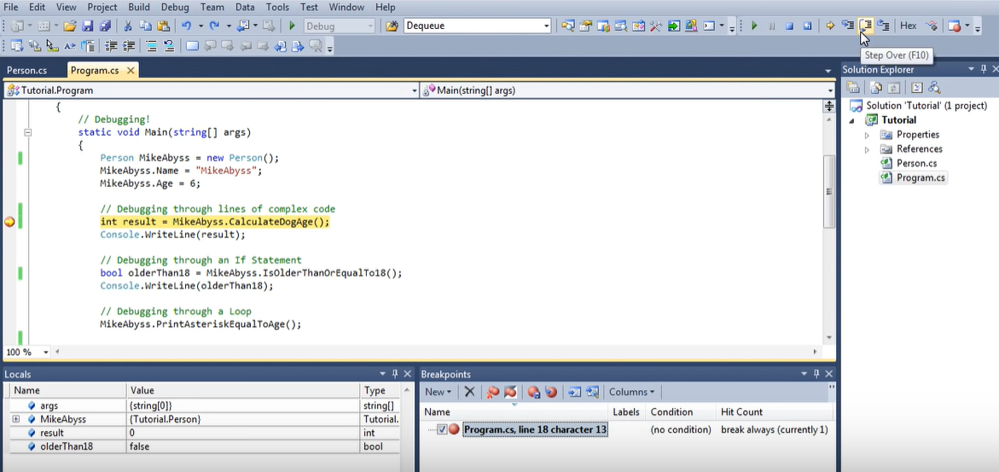 File Edit View Project Build Debug Team Data Tools Test Window Help
Debug Dequeue Hex
Step Over (F10)
Person.cs Program.cs
Tutorial.Program Main(string[] args)
{
// Debugging!
static void Main(string[] args)
{
Person MikeAbyss = new Person();
MikeAbyss.Name = "MikeAbyss";
MikeAbyss.Age = 6;
// Debugging through lines of complex code
int result = MikeAbyss.CalculateDogAge();
Console.WriteLine(result);
// Debugging through an If Statement
bool olderThan18 = MikeAbyss.IsOlderThanOrEqualTo18();
Console.WriteLine(olderThan18);
// Debugging through a Loop
MikeAbyss.PrintAsteriskEqualToAge();
100 %
Solution Explorer
Solution 'Tutorial' (1 project)
Tutorial
Properties
References
Person.cs
Program.cs
Locals
Name Value Type
args {string[0]} string[]
MikeAbyss {Tutorial.Person} Tutorial.
result 0 int
olderThan18 false bool
Breakpoints
New Columns
Name Labels Condition Hit Count
Program.cs, line 18 character 13 (no condition) break always (currently 1)